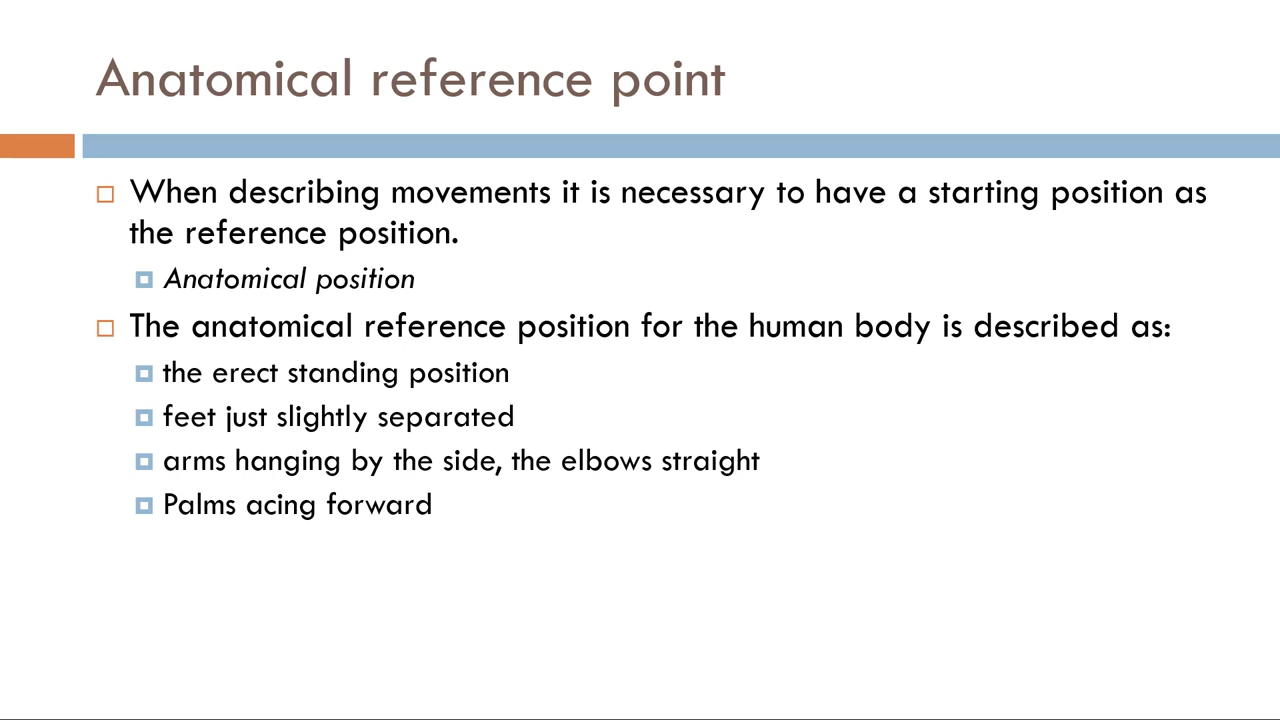 Anatomical reference point
When describing movements it is necessary to have a starting position as
the reference position.
Anatomical position
The anatomical reference position for the human body is described as:
the erect standing position
feet just slightly separated
arms hanging by the side, the elbows straight
Palms acing forward